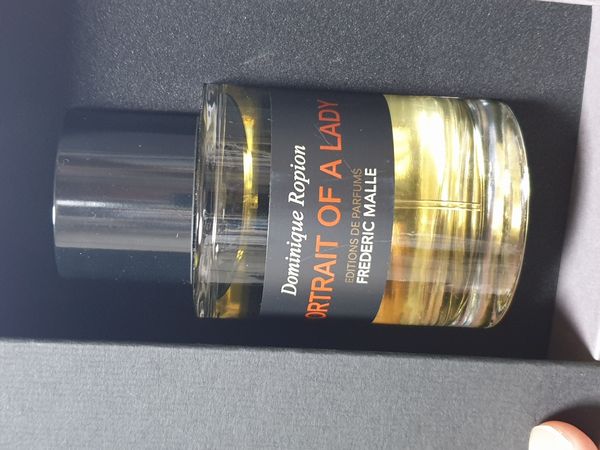 Dominique Ropion
ORTRAIT OF A LADY
EDITIONS DE PARFUMS
FREDERIC MALLE